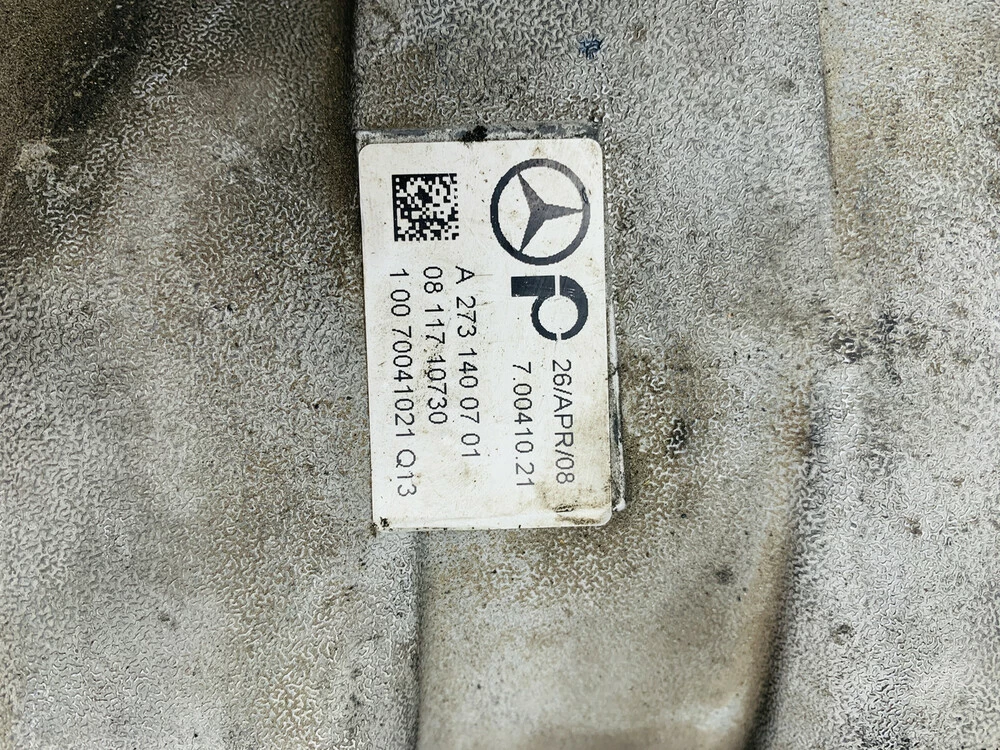 26/APR/08
7.00410.21
A 273 140 07 01
08 117 10730
1 00 70041021 Q13